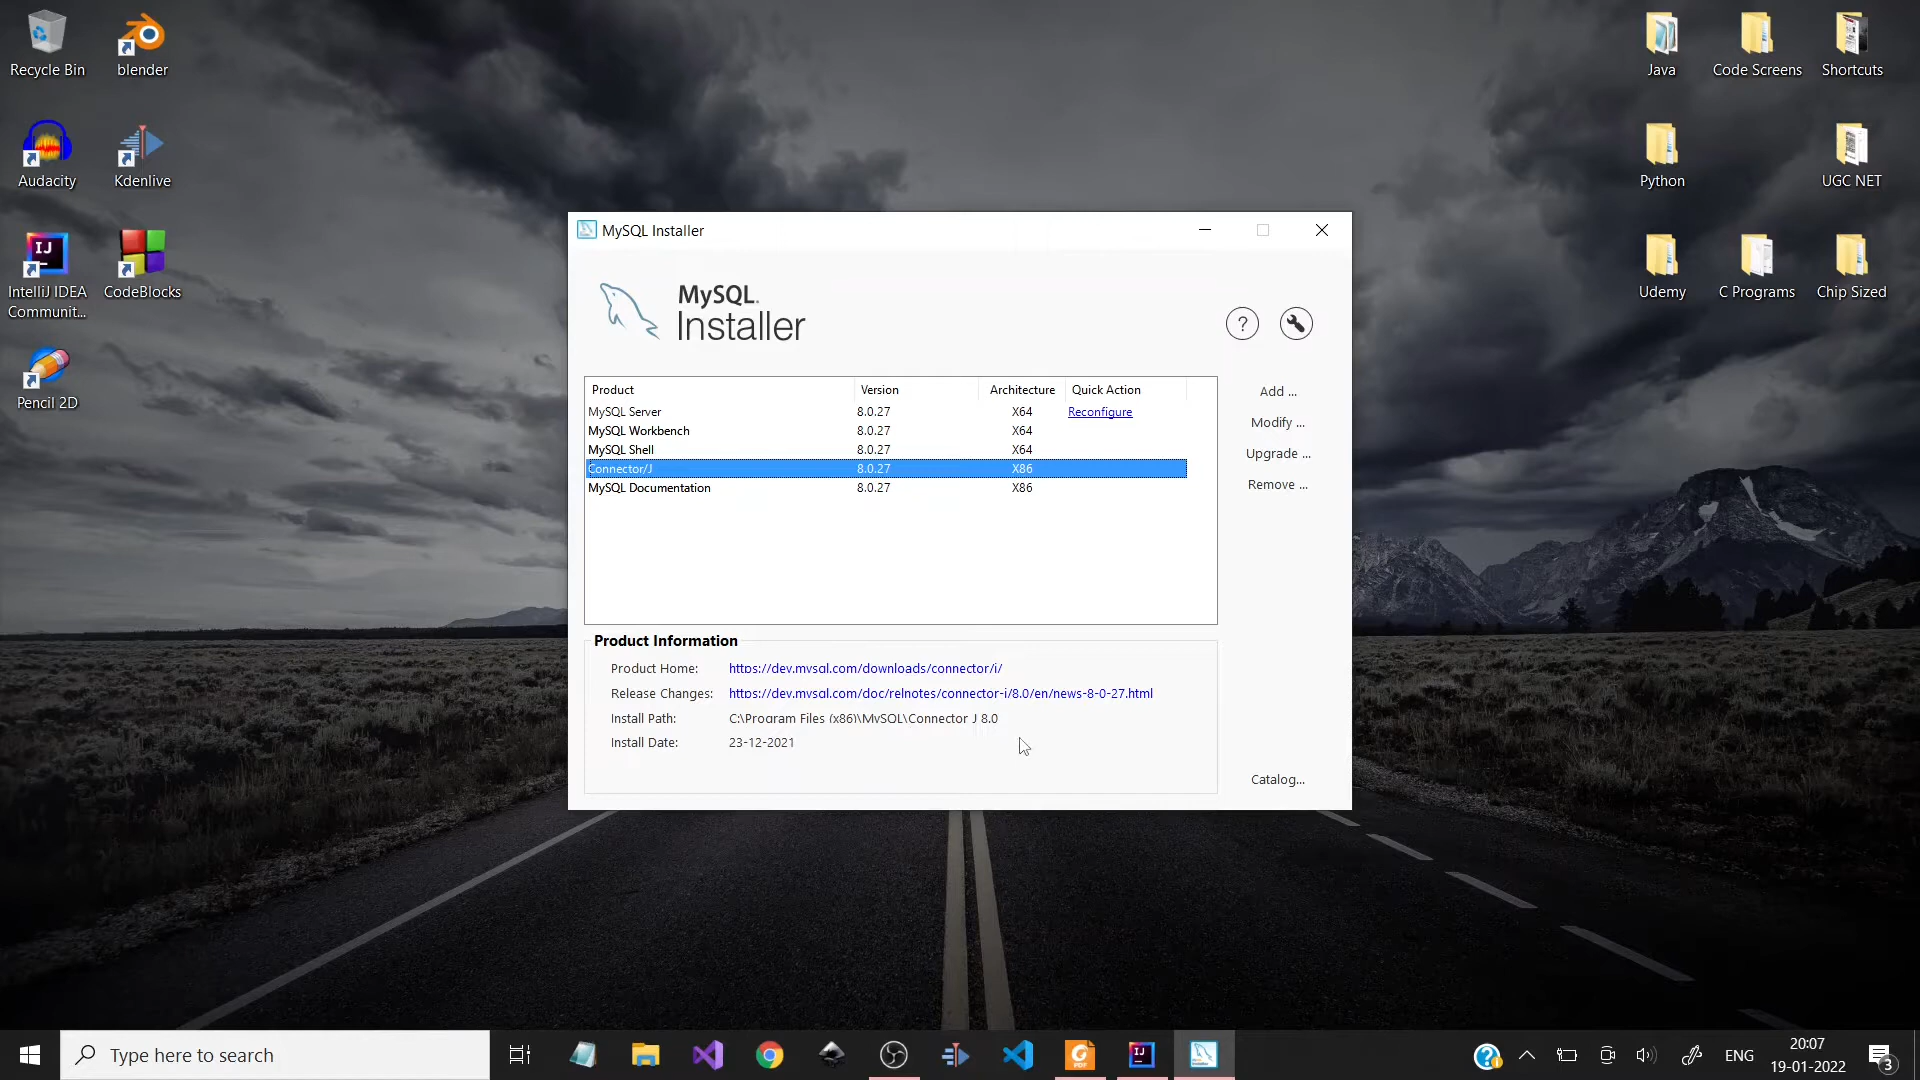 Recycle Bin
blender
Java
Code Screens
Shortcuts
Audacity
Kdenlive
Python
UGC NET
IntelliJ IDEA
Communit...
CodeBlocks
Udemy
C Programs
Chip Sized
Pencil 2D
MySQL Installer
MySQL.
Installer
?
Product Version Architecture Quick Action
MySQL Server 8.0.27 X64 Reconfigure
MySQL Workbench 8.0.27 X64
MySQL Shell 8.0.27 X64
Connector/J 8.0.27 X86
MySQL Documentation 8.0.27 X86
Add ...
Modify ...
Upgrade ...
Remove ...
Product Information
Product Home: https://dev.mysql.com/downloads/connector/j/
Release Changes: https://dev.mysql.com/doc/relnotes/connector-j/8.0/en/news-8-0-27.html
Install Path: C:\Program Files (x86)\MySQL\Connector J 8.0
Install Date: 23-12-2021
Catalog...
Type here to search
ENG
20:07
19-01-2022
3